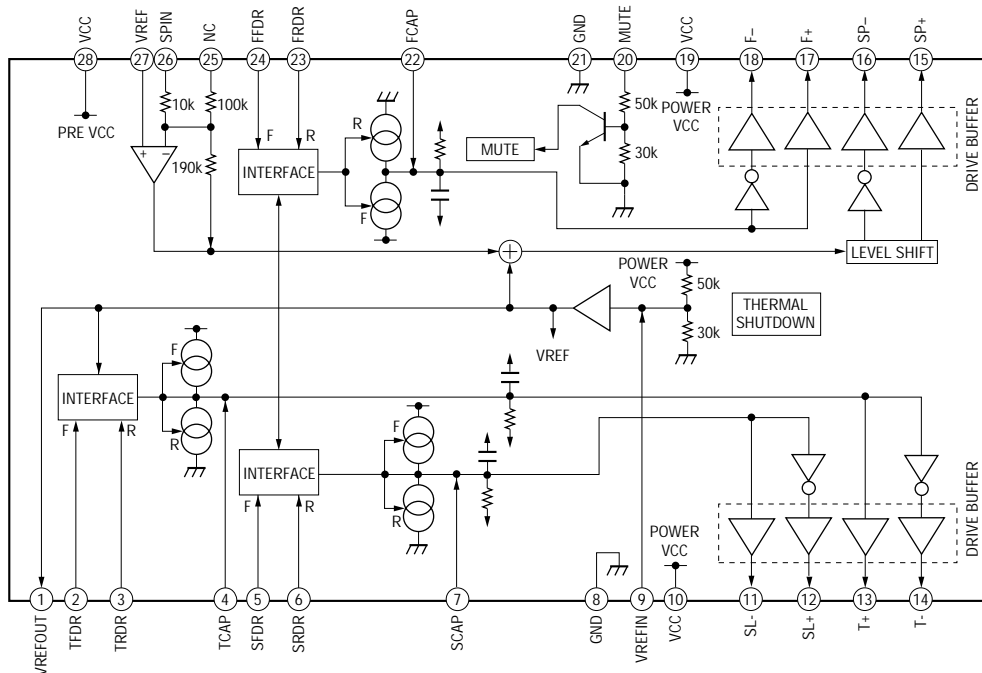 VCC
VREF
SPIN
NC
FFDR
FRDR
FCAP
GND
MUTE
VCC
F−
F+
SP−
SP+
28
27
26
25
24
23
22
21
20
19
18
17
16
15
PRE VCC
10k
100k
190k
+
−
F
R
INTERFACE
R
F
MUTE
50k
30k
POWER
VCC
DRIVE BUFFER
LEVEL SHIFT
+
POWER
VCC
50k
30k
THERMAL
SHUTDOWN
VREF
INTERFACE
F
R
F
R
INTERFACE
F
R
F
R
POWER
VCC
DRIVE BUFFER
1
2
3
4
5
6
7
8
9
10
11
12
13
14
VREFOUT
TFDR
TRDR
TCAP
SFDR
SRDR
SCAP
GND
VREFIN
VCC
SL-
SL+
T+
T-